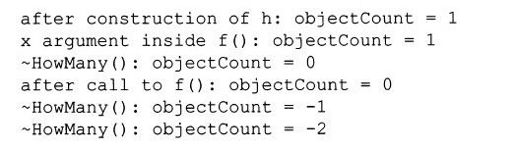 after construction of h: objectCount = 1
x argument inside f(): objectCount = 1
~HowMany(): objectCount = 0
after call to f(): objectCount = 0
~HowMany(): objectCount = -1
~HowMany(): objectCount = -2